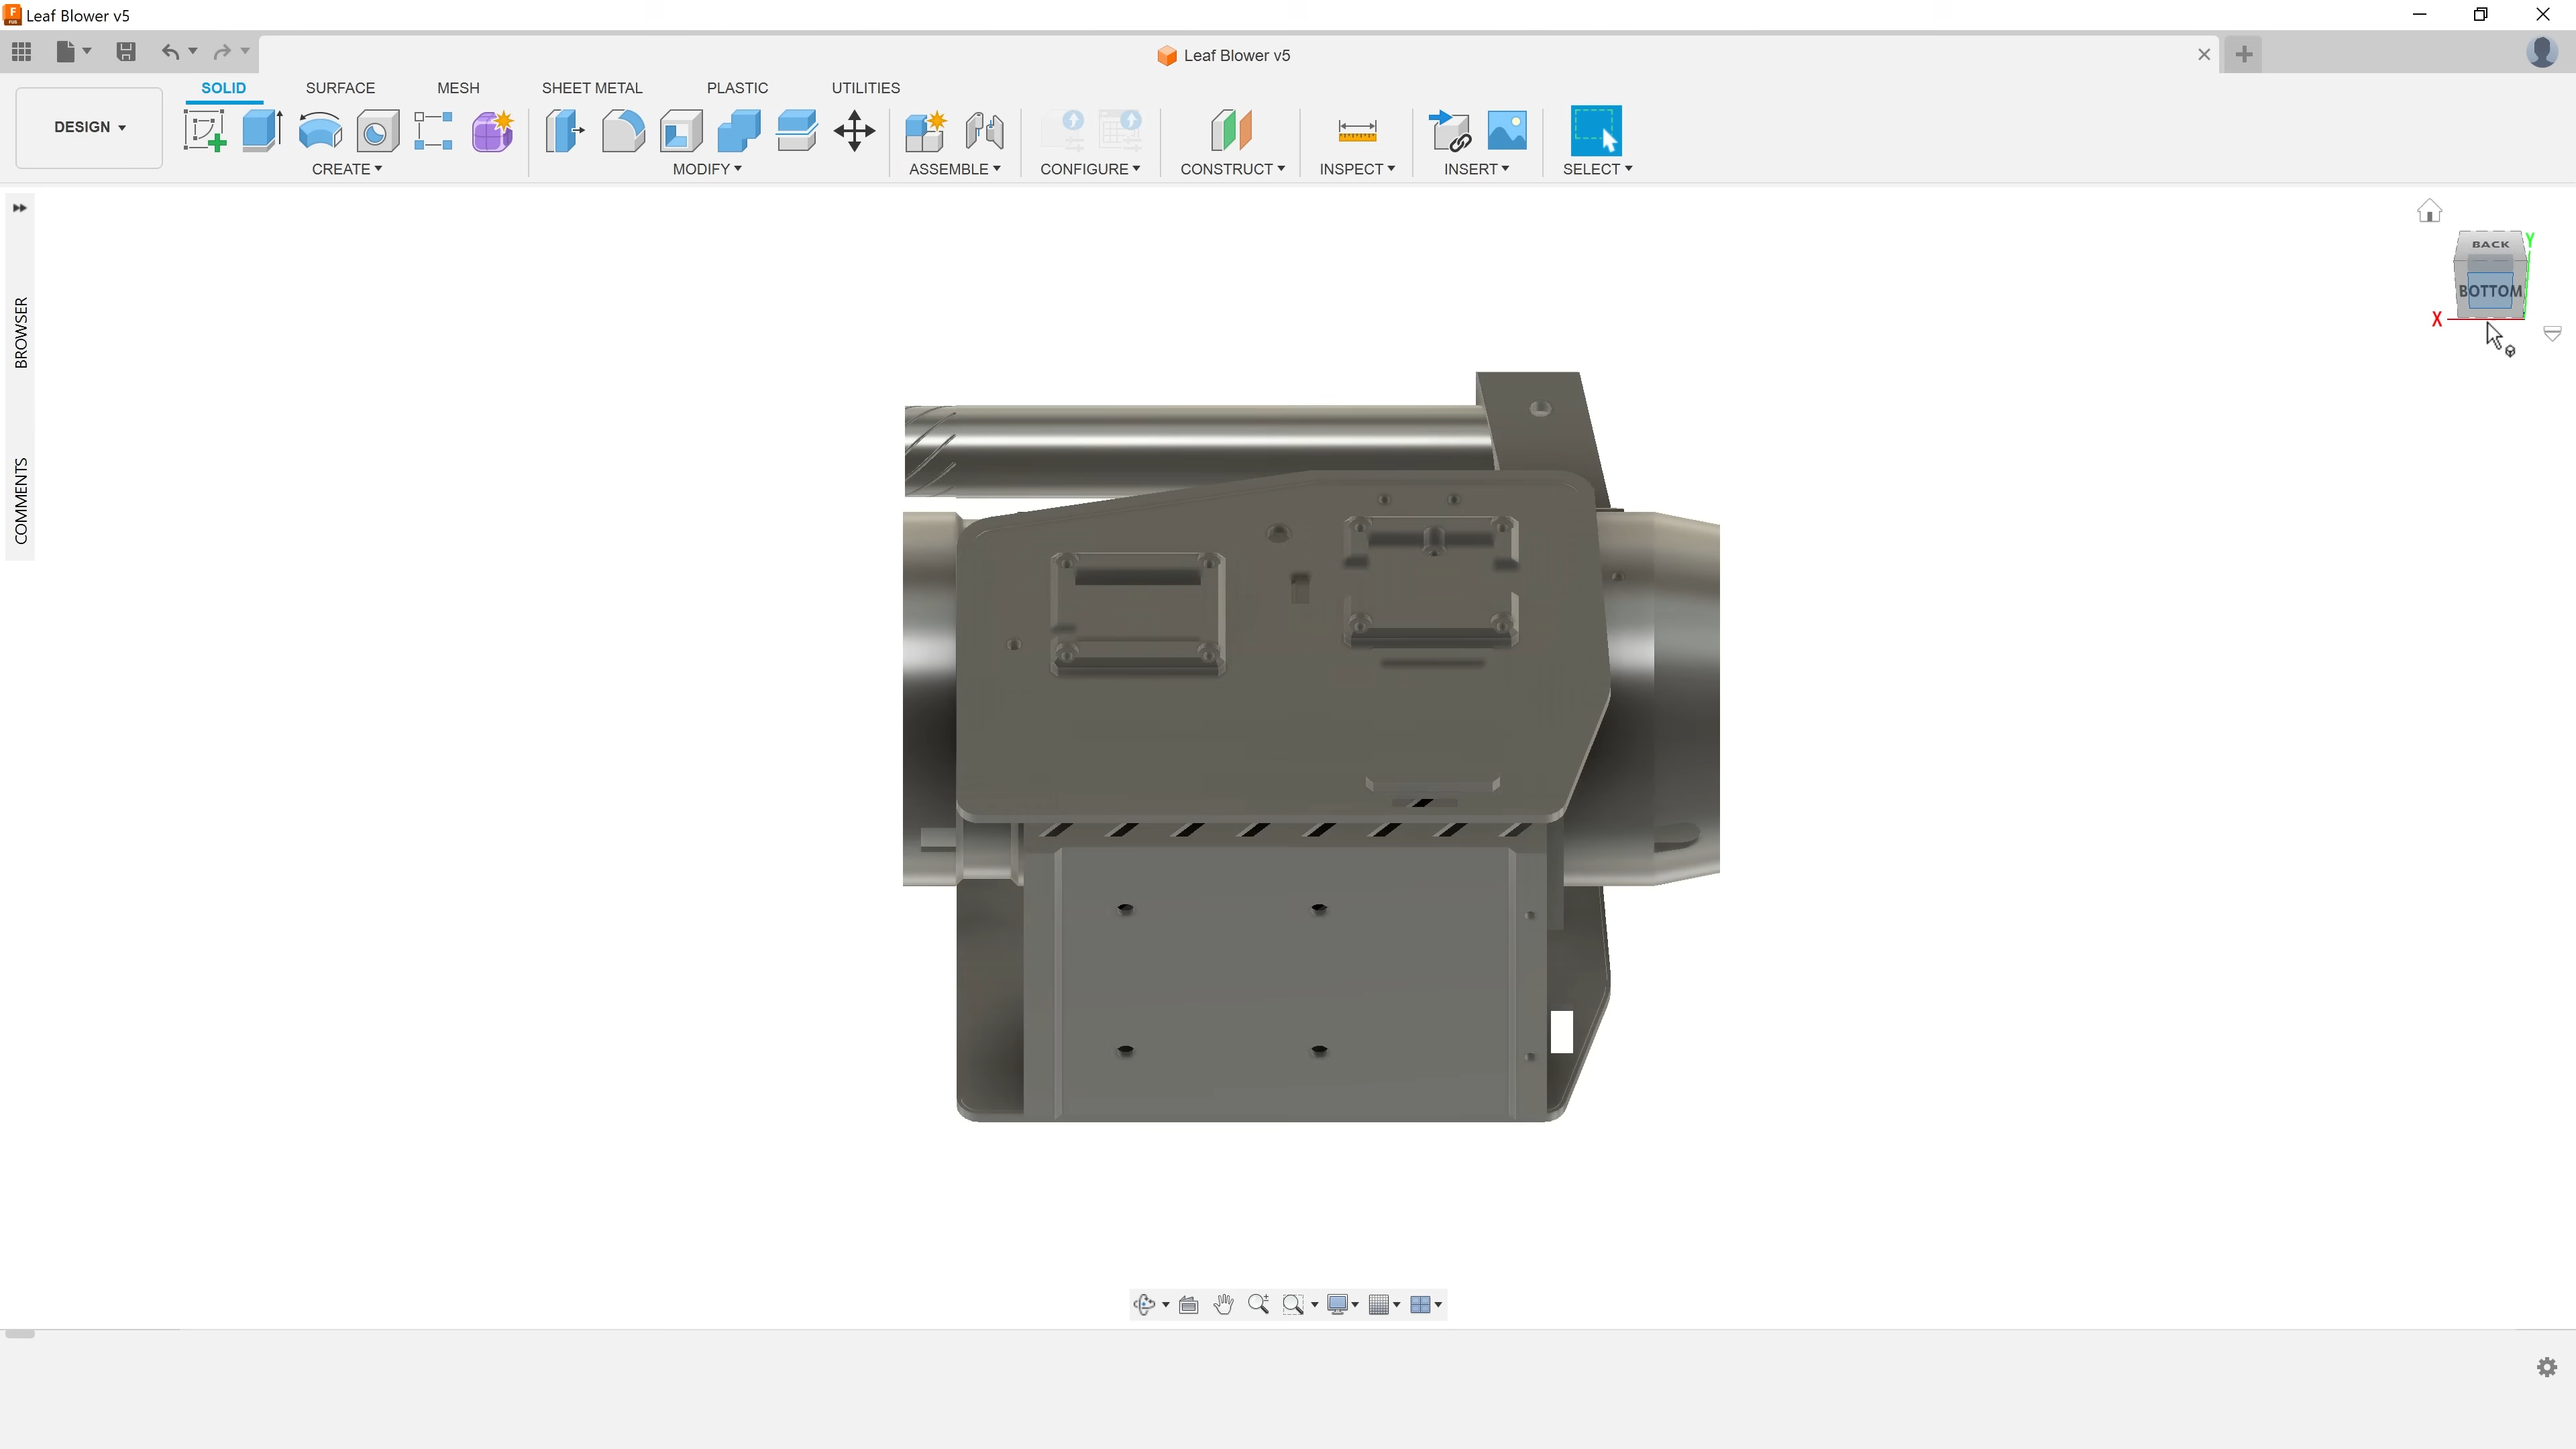 Leaf Blower v5
Leaf Blower v5
SOLID SURFACE MESH SHEET METAL PLASTIC UTILITIES
DESIGN
CREATE MODIFY ASSEMBLE CONFIGURE CONSTRUCT INSPECT INSERT SELECT
BROWSER
COMMENTS
BACK
Y
BOTTOM
X